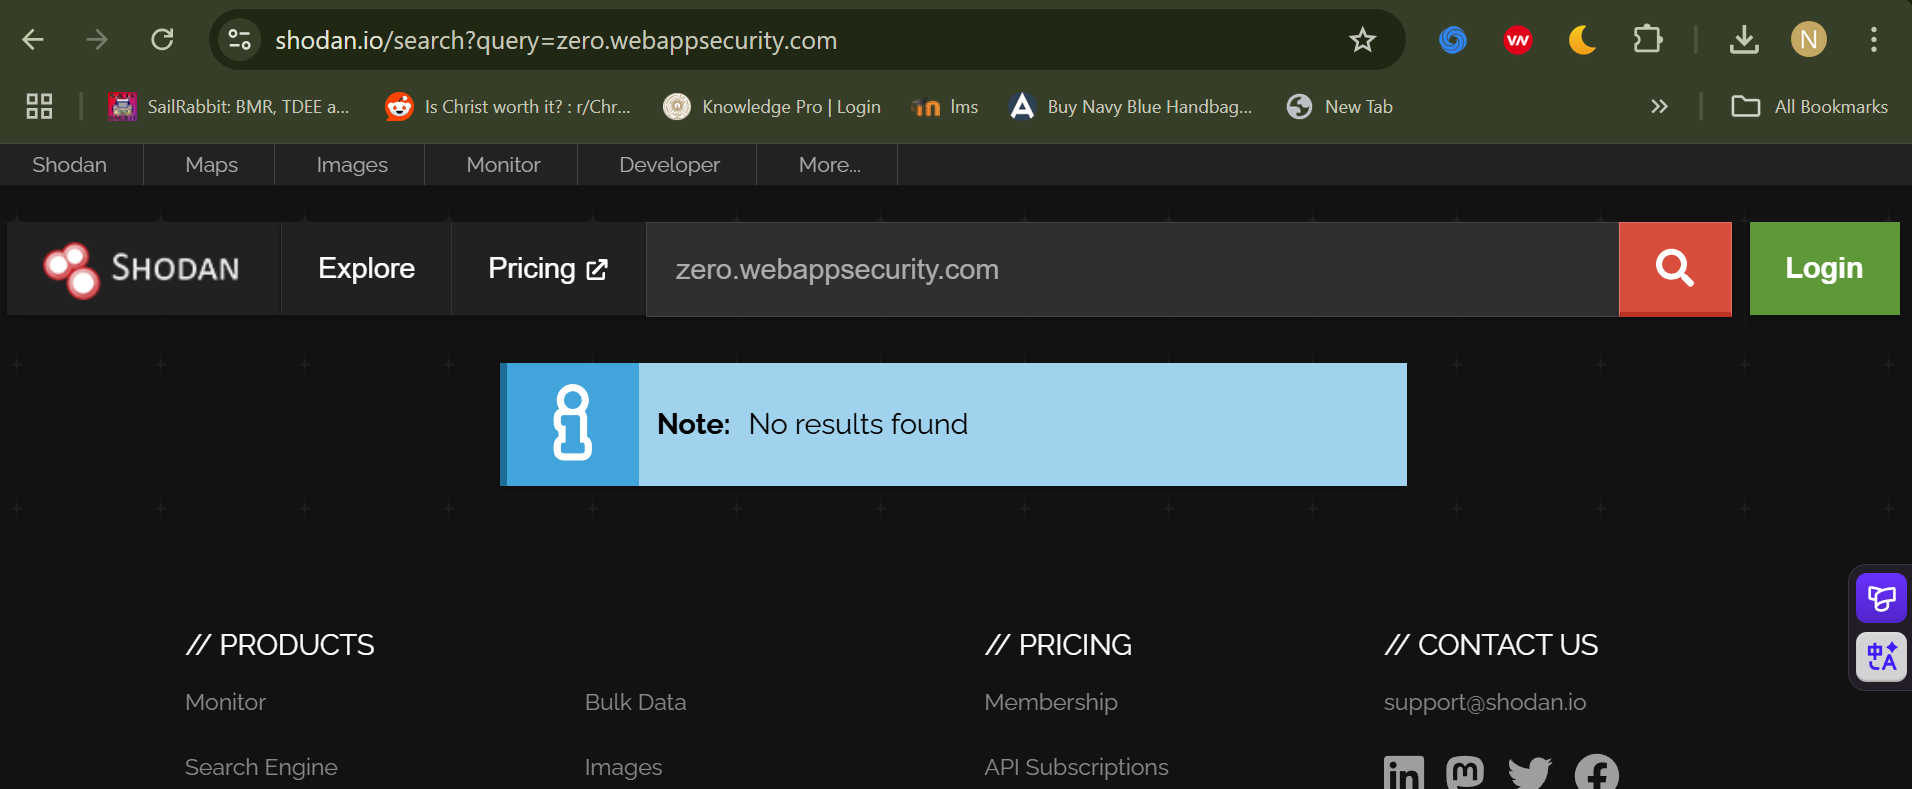 shodan.io/search?query=zero.webappsecurity.com
VN
N
SailRabbit: BMR, TDEE a...
Is Christ worth it? : r/Chr...
Knowledge Pro | Login
lms
Buy Navy Blue Handbag...
New Tab
All Bookmarks
Shodan
Maps
Images
Monitor
Developer
More...
SHODAN
Explore
Pricing
zero.webappsecurity.com
Login
Note: No results found
// PRODUCTS
Monitor
Bulk Data
Search Engine
Images
// PRICING
Membership
API Subscriptions
// CONTACT US
support@shodan.io